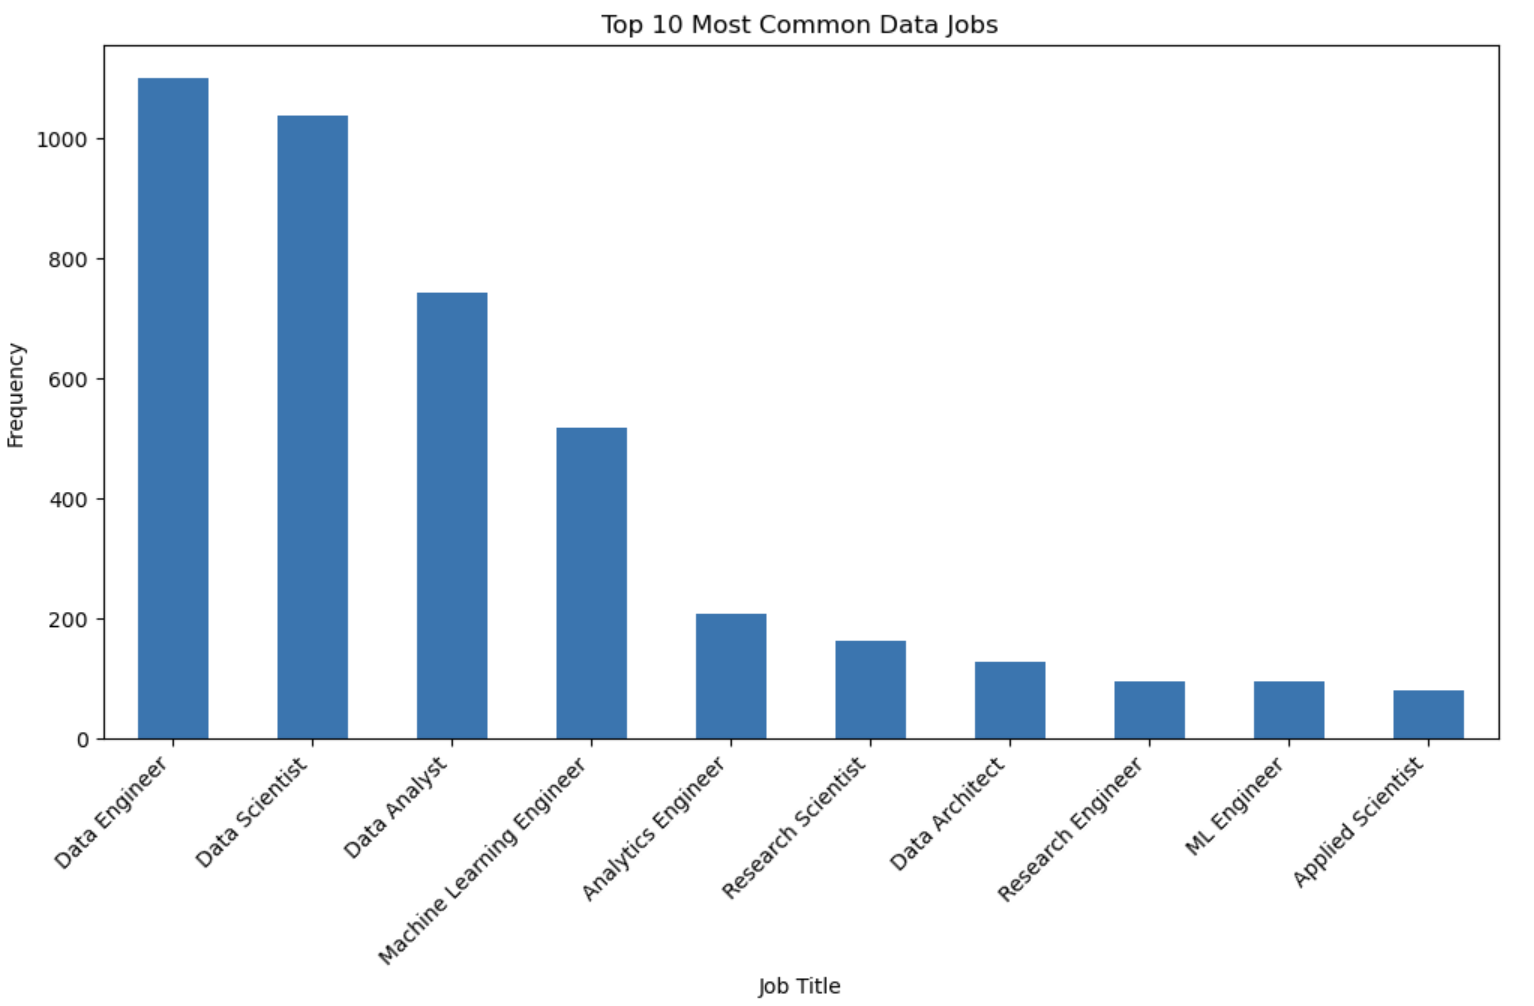 Top 10 Most Common Data Jobs
Frequency
1000
800
600
400
200
0
Data Engineer
Data Scientist
Data Analyst
Machine Learning Engineer
Analytics Engineer
Research Scientist
Data Architect
Research Engineer
ML Engineer
Applied Scientist
Job Title